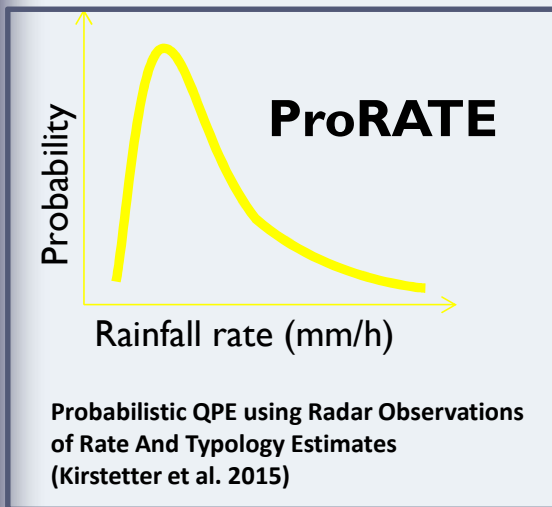 Probability
ProRATE
Rainfall rate (mm/h)
Probabilistic QPE using Radar Observations
of Rate And Typology Estimates
(Kirstetter et al. 2015)